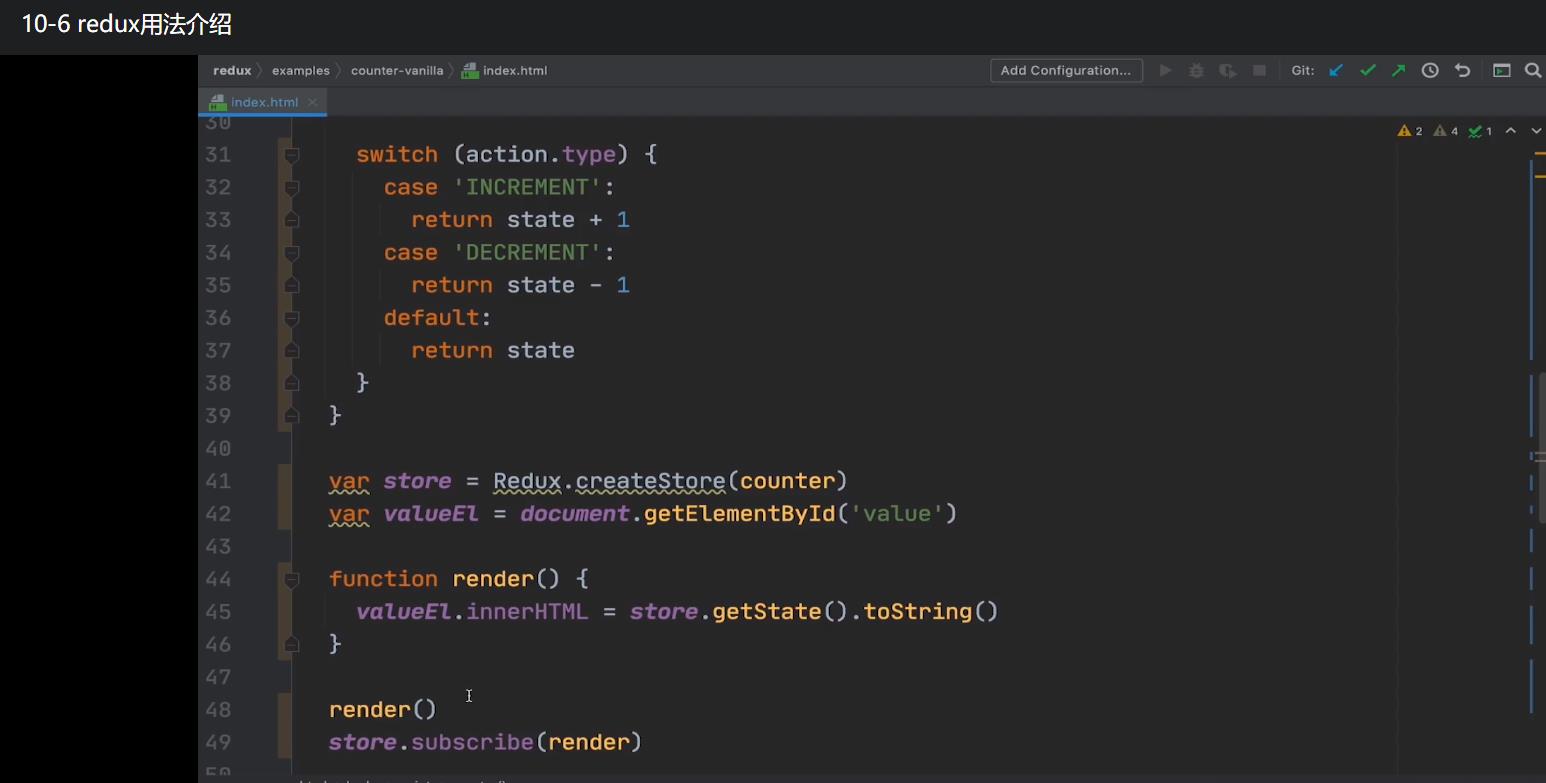 10-6 redux用法介绍
redux examples counter-vanilla index.html Add Configuration... Git:
index.html
30 2 4 1
31 switch (action.type) {
32 case 'INCREMENT':
33 return state + 1
34 case 'DECREMENT':
35 return state - 1
36 default:
37 return state
38 }
39 }
40
41 var store = Redux.createStore(counter)
42 var valueEl = document.getElementById('value')
43
44 function render() {
45 valueEl.innerHTML = store.getState().toString()
46 }
47
48 render()
49 store.subscribe(render)
50